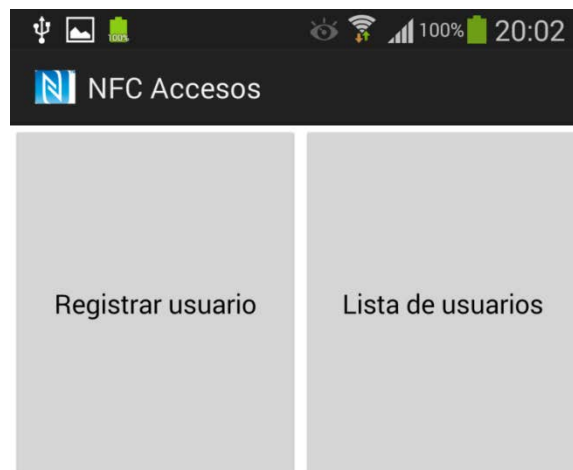 100% 100% 20:02
NFC Accesos
Registrar usuario
Lista de usuarios